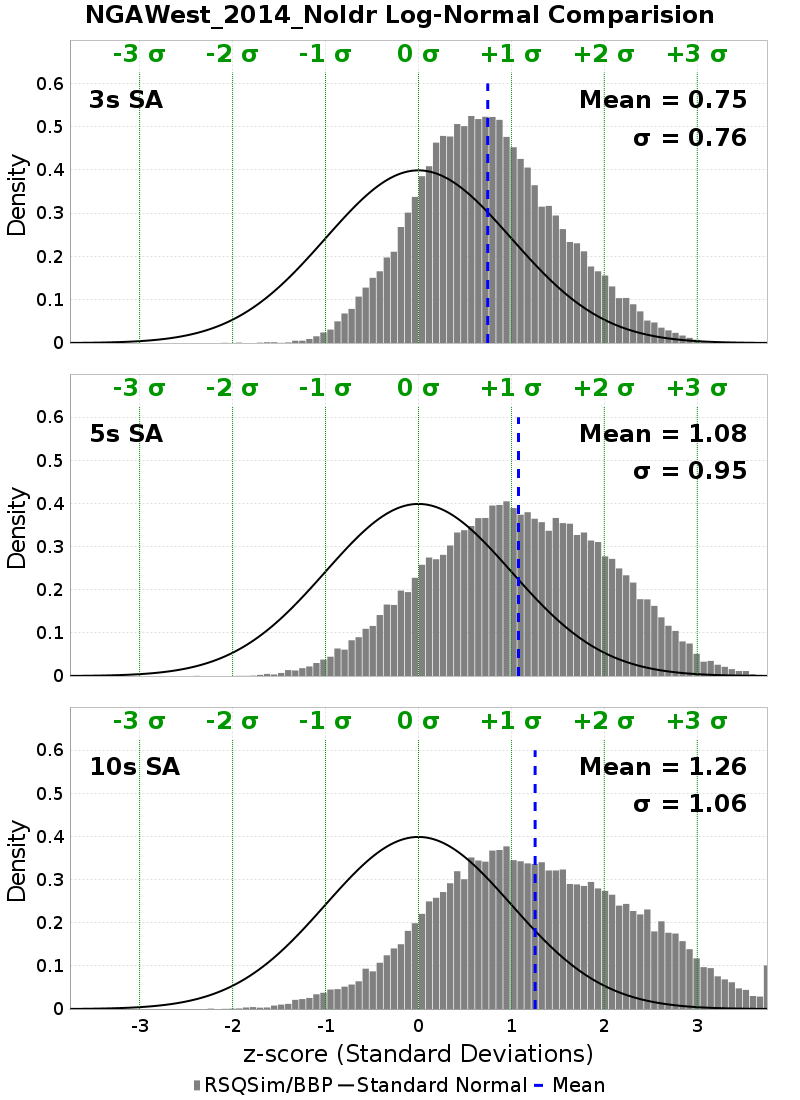 NGAWest_2014_NoIdr Log-Normal Comparision
-3 σ -2 σ -1 σ 0 σ +1 σ +2 σ +3 σ
3s SA
Mean = 0.75
σ = 0.76
Density
0.6
0.5
0.4
0.3
0.2
0.1
0
-3 σ -2 σ -1 σ 0 σ +1 σ +2 σ +3 σ
5s SA
Mean = 1.08
σ = 0.95
Density
0.6
0.5
0.4
0.3
0.2
0.1
0
-3 σ -2 σ -1 σ 0 σ +1 σ +2 σ +3 σ
10s SA
Mean = 1.26
σ = 1.06
Density
0.6
0.5
0.4
0.3
0.2
0.1
0
-3 -2 -1 0 1 2 3
z-score (Standard Deviations)
RSQSim/BBP Standard Normal Mean